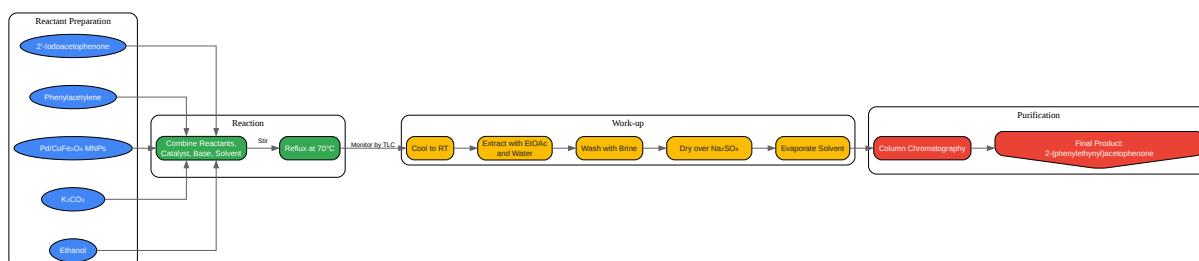 Reactant Preparation
2'-Iodoacetophenone
Phenylacetylene
Pd/CuFe₂O₄ MNPs
K₂CO₃
Ethanol
Reaction
Combine Reactants,
Catalyst, Base, Solvent
Stir
Reflux at 70°C
Monitor by TLC
Work-up
Cool to RT
Extract with EtOAc
and Water
Wash with Brine
Dry over Na₂SO₄
Evaporate Solvent
Purification
Column Chromatography
Final Product:
2-(phenylethynyl)acetophenone